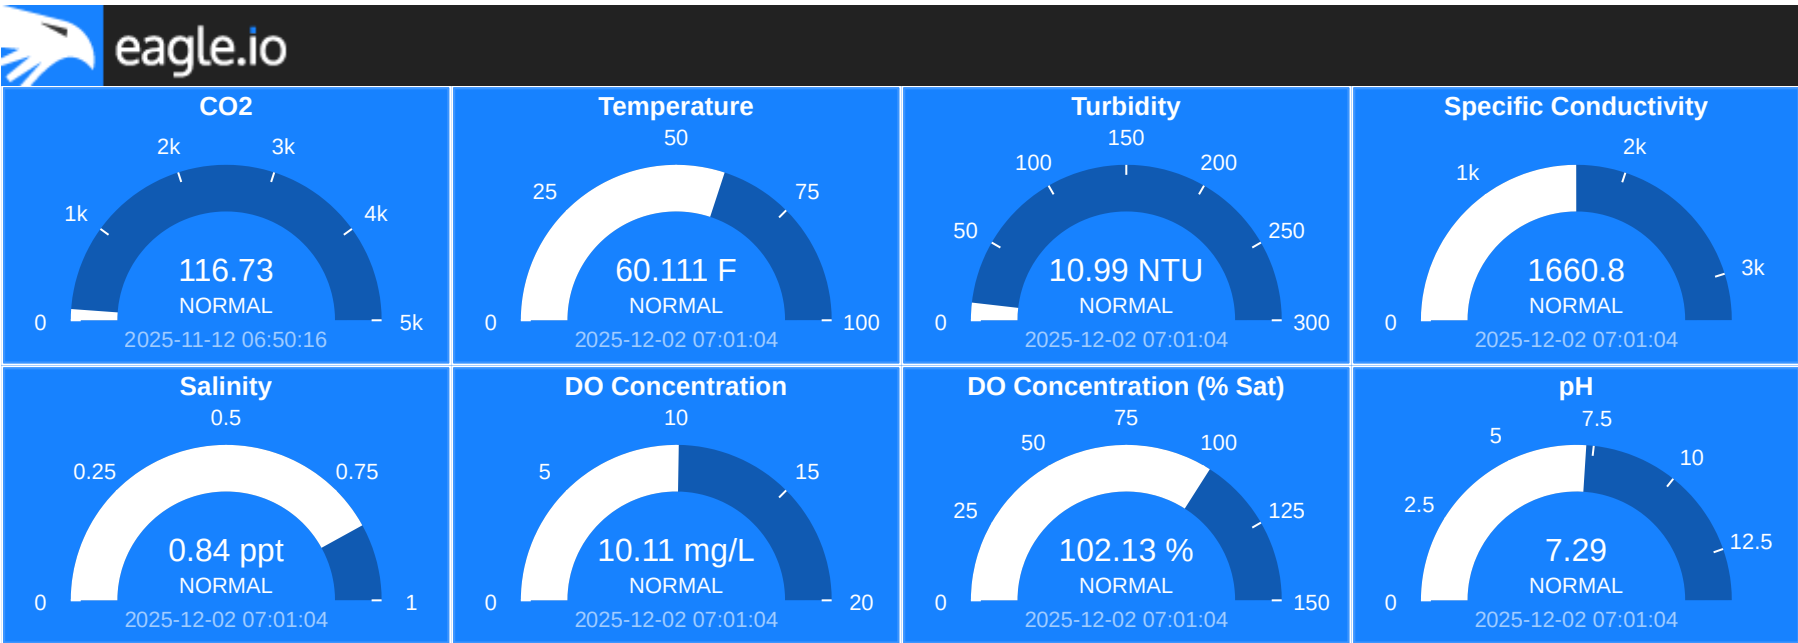 eagle.io
CO2
2k 3k
1k 4k
116.73
NORMAL
0 5k
2025-11-12 06:50:16
Temperature
50
25 75
60.111 F
NORMAL
0 100
2025-12-02 07:01:04
Turbidity
150
100 200
50 250
10.99 NTU
NORMAL
0 300
2025-12-02 07:01:04
Specific Conductivity
2k
1k
3k
1660.8
NORMAL
0
2025-12-02 07:01:04
Salinity
0.5
0.25 0.75
0.84 ppt
NORMAL
0 1
2025-12-02 07:01:04
DO Concentration
10
5 15
10.11 mg/L
NORMAL
0 20
2025-12-02 07:01:04
DO Concentration (% Sat)
75
50 100
25 125
102.13 %
NORMAL
0 150
2025-12-02 07:01:04
pH
7.5
5 10
2.5 12.5
7.29
NORMAL
0
2025-12-02 07:01:04